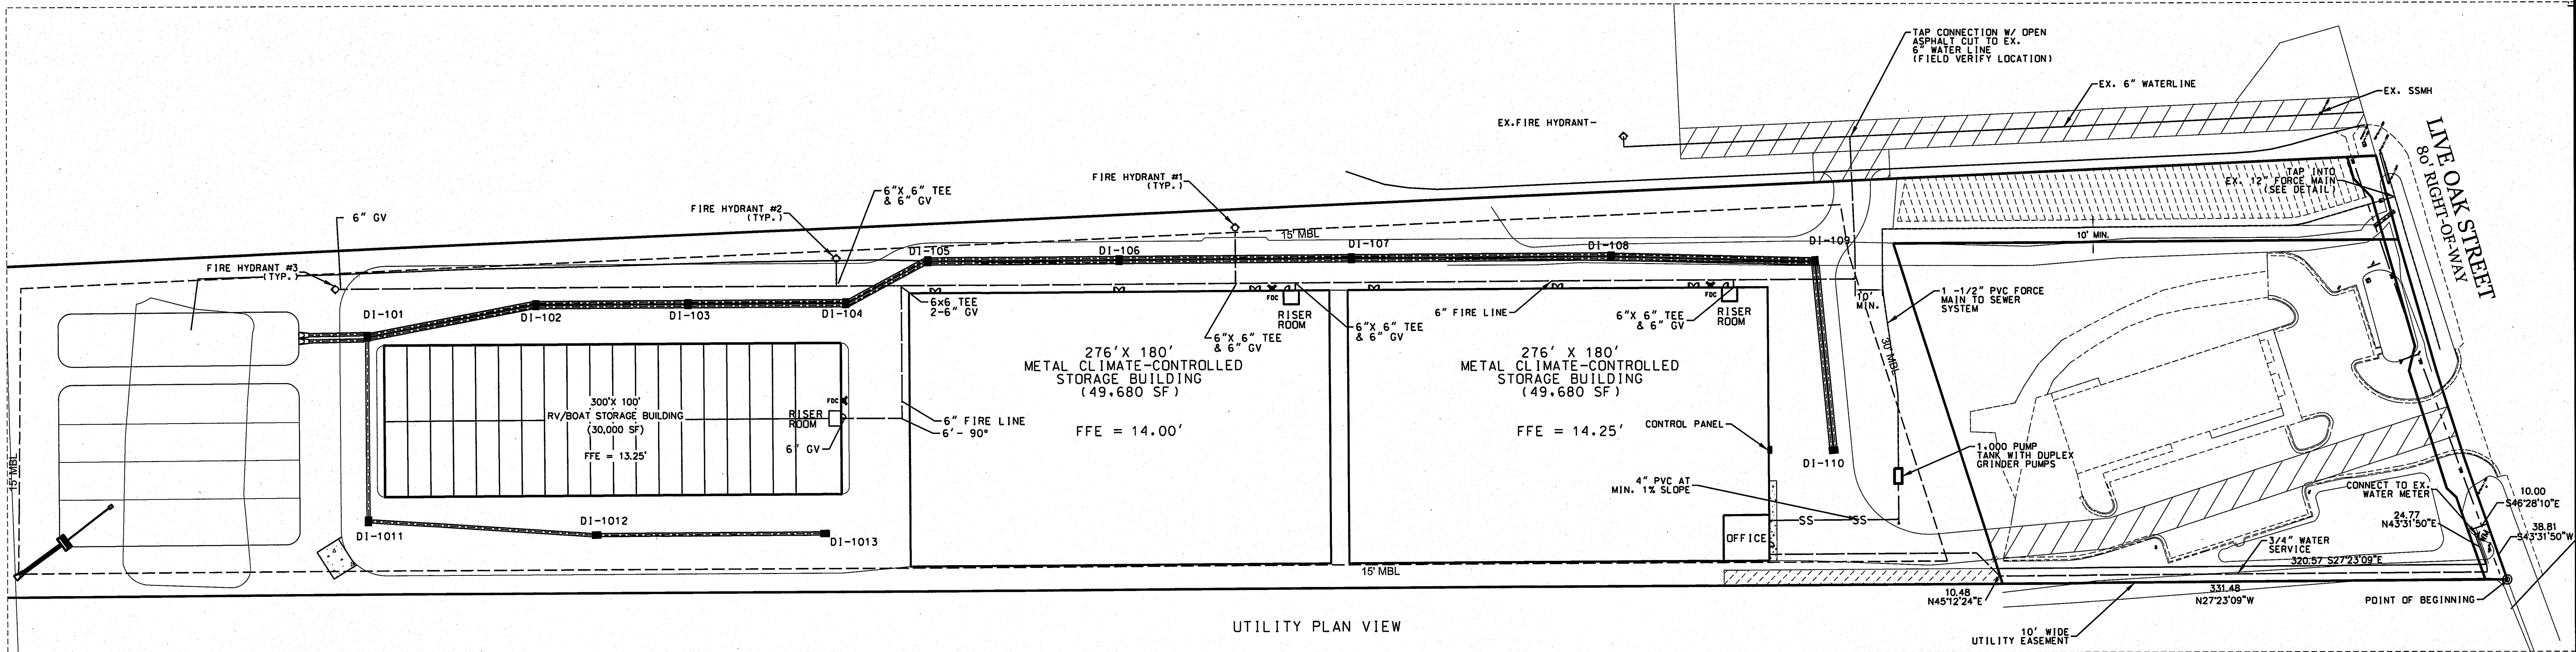 TAP CONNECTION W/ OPEN
ASPHALT CUT TO EX.
6" WATER LINE
(FIELD VERIFY LOCATION)
EX. 6" WATERLINE
EX. SSMH
EX.FIRE HYDRANT-
LIVE OAK STREET
80' RIGHT-OF-WAY
TAP INTO
EX. 12" FORCE MAIN
(SEE DETAIL)
FIRE HYDRANT #1
(TYP.)
6"X 6" TEE
& 6" GV
FIRE HYDRANT #2
(TYP.)
6" GV
FIRE HYDRANT #3
(TYP.)
15' MBL
10' MIN.
DI-105
DI-106
DI-107
DI-108
DI-109
DI-101
DI-102
DI-103
DI-104
6x6 TEE
2-6" GV
FDC
RISER
ROOM
6"X 6" TEE
& 6" GV
6"X 6" TEE
& 6" GV
6" FIRE LINE
6"X 6" TEE
& 6" GV
FDC
RISER
ROOM
10'
MIN.
1 -1/2" PVC FORCE
MAIN TO SEWER
SYSTEM
30' MBL
276'X 180'
METAL CLIMATE-CONTROLLED
STORAGE BUILDING
(49,680 SF)
FFE = 14.00'
276' X 180'
METAL CLIMATE-CONTROLLED
STORAGE BUILDING
(49,680 SF)
FFE = 14.25'
300'X 100'
RV/BOAT STORAGE BUILDING
(30,000 SF)
FFE = 13.25'
FDC
RISER
ROOM
6' GV
6" FIRE LINE
6'- 90°
CONTROL PANEL
DI-110
1,000 PUMP
TANK WITH DUPLEX
GRINDER PUMPS
4" PVC AT
MIN. 1% SLOPE
SS
SS
OFFICE
15' MBL
DI-1011
DI-1012
DI-1013
15' MBL
CONNECT TO EX.
WATER METER
10.00
S46°28'10"E
24.77
N43°31'50"E
38.81
S43°31'50"W
3/4" WATER
SERVICE
320.57 S27°23'09"E
331.48
N27°23'09"W
10.48
N45°12'24"E
POINT OF BEGINNING
10' WIDE
UTILITY EASEMENT
UTILITY PLAN VIEW